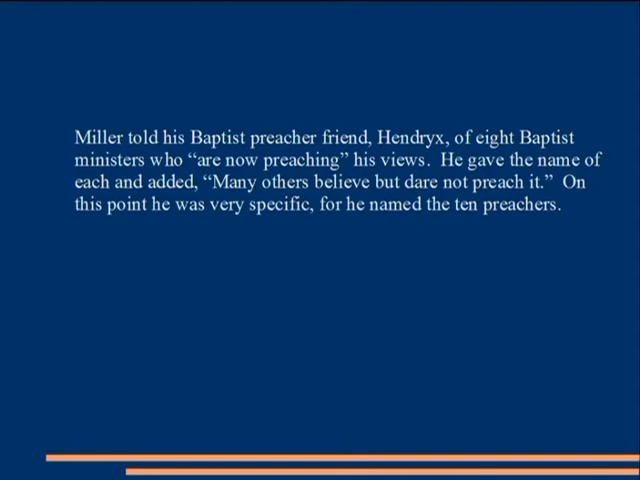 Miller told his Baptist preacher friend, Hendryx, of eight Baptist
ministers who “are now preaching” his views.  He gave the name of
each and added, “Many others believe but dare not preach it.”  On
this point he was very specific, for he named the ten preachers.